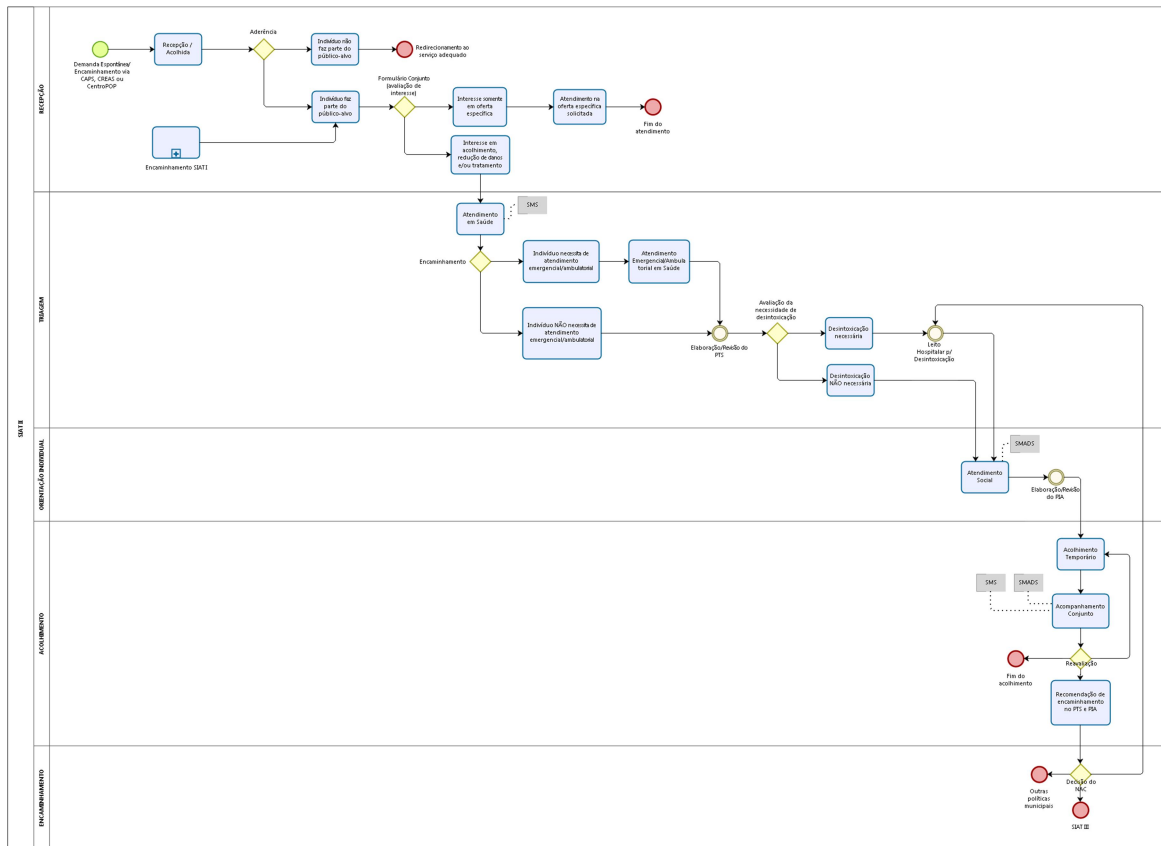 SIAT II
RECEPÇÃO
Demanda Espontânea/
Encaminhamento via
CAPS, CREAS ou
CentroPOP
Recepção /
Acolhida
Aderência
Indivíduo não
faz parte do
público-alvo
Redirecionamento ao
serviço adequado
Indivíduo faz
parte do
público-alvo
Formulário Conjunto
(avaliação de
interesse)
Interesse somente
em oferta
específica
Atendimento na
oferta específica
solicitada
Fim do
atendimento
Encaminhamento SIAT I
Interesse em
acolhimento,
redução de danos
e/ou tratamento
TRIAGEM
Atendimento
em Saúde
SMS
Encaminhamento
Indivíduo necessita de
atendimento
emergencial/ambulatorial
Atendimento
Emergencial/Ambula
torial em Saúde
Indivíduo NÃO necessita de
atendimento
emergencial/ambulatorial
Elaboração/Revisão do
PTS
Avaliação da
necessidade de
desintoxicação
Desintoxicação
necessária
Leito
Hospitalar p/
Desintoxicação
Desintoxicação
NÃO necessária
ORIENTAÇÃO INDIVIDUAL
SMADS
Atendimento
Social
Elaboração/Revisão
do PIA
ACOLHIMENTO
Acolhimento
Temporário
SMS
SMADS
Acompanhamento
Conjunto
Reavaliação
Fim do
acolhimento
Recomendação de
encaminhamento
no PTS e PIA
ENCAMINHAMENTO
Decisão do
NAC
Outras
políticas
municipais
SIAT III